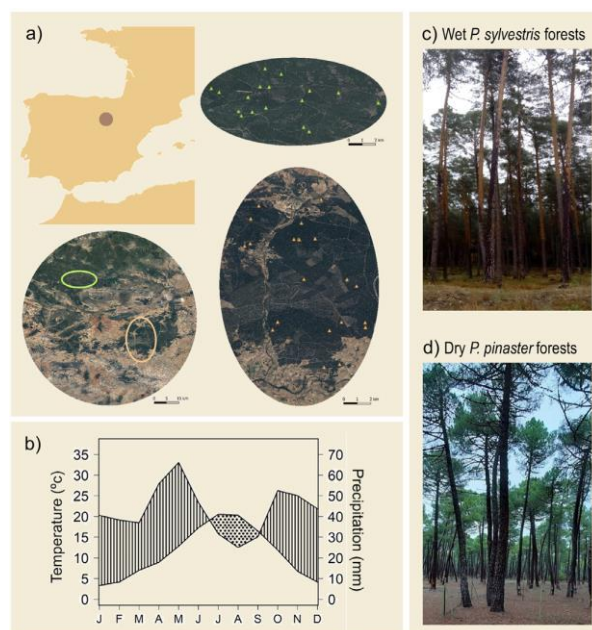 a)
c) Wet P. sylvestris forests
d) Dry P. pinaster forests
b)
Temperature (ºc)
35
30
25
20
15
10
5
0
70
60
50
40
30
20
10
0
Precipitation (mm)
J F M A M J J A S O N D